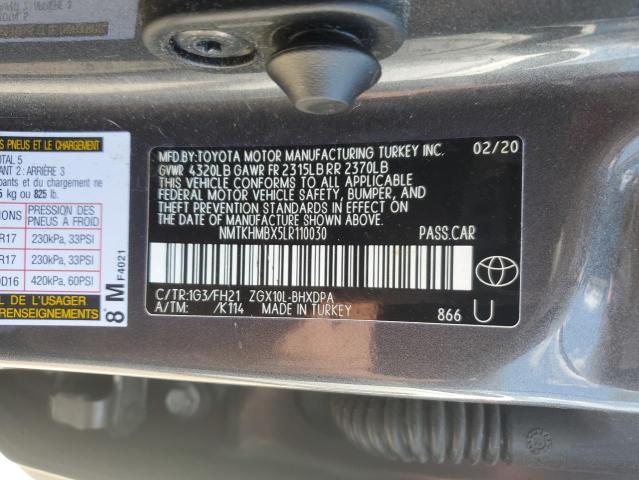 S PNEUS ET LE CHARGEMENT
TOTAL 5
ANT 2 : ARRIÈRE 3
pants et du chargement ne
5 kg ou 825 lb.
IONS PRESSION DES PNEUS À FROID
R17 230kPa, 33PSI
R17 230kPa, 33PSI
0D16 420kPa, 60PSI
L DE L'USAGER
RENSEIGNEMENTS
8 M F4021
MFD.BY:TOYOTA MOTOR MANUFACTURING TURKEY INC. 02/20
GVWR 4320LB GAWR FR 2315LB RR 2370LB
THIS VEHICLE CONFORMS TO ALL APPLICABLE
FEDERAL MOTOR VEHICLE SAFETY, BUMPER, AND
THEFT PREVENTION STANDARDS IN EFFECT ON
THE DATE OF MANUFACTURE SHOWN ABOVE.
NMTKHMBX5LR110030 PASS.CAR
C/TR:1G3/FH21 ZGX10L-BHXDPA
A/TM: /K114 MADE IN TURKEY 866 U